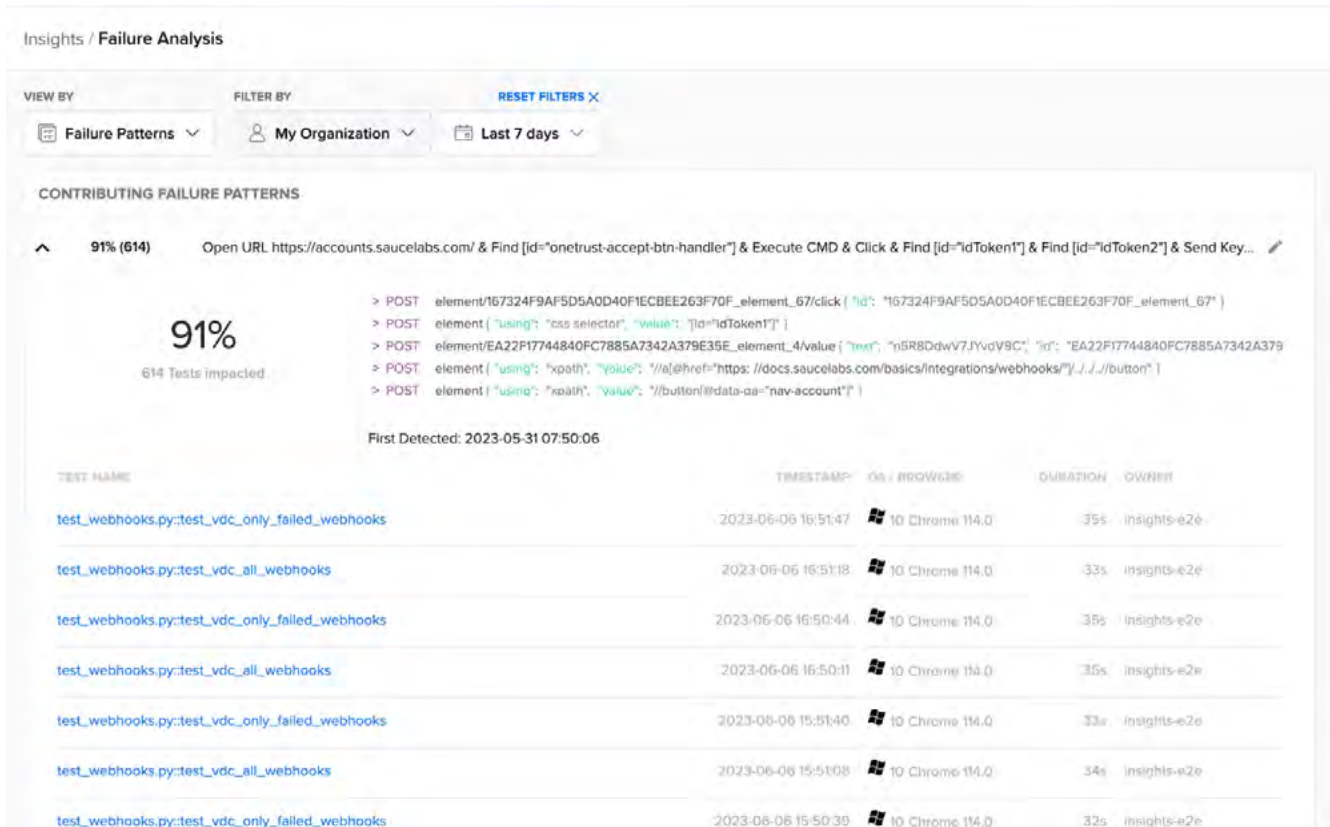 Insights / Failure Analysis
VIEW BY FILTER BY RESET FILTERS X
Failure Patterns My Organization Last 7 days
CONTRIBUTING FAILURE PATTERNS
91% (614) Open URL https://accounts.saucelabs.com/ & Find [id="onetrust-accept-btn-handler"] & Execute CMD & Click & Find [id="idToken1"] & Find [id="idToken2"] & Send Key...
> POST element/167324F9AF5D5A0D40F1ECBEE263F70F_element_67/click { "id": "167324F9AF5D5A0D40F1ECBEE263F70F_element_67" }
91%
> POST element { "using": "css selector", "value": "[id="idToken1"]" }
> POST element/EA22F17744840FC7885A7342A379E35E_element_4/value { "text": "n5R8DdwV7JYvdV9C", "id": "EA22F17744840FC7885A7342A379
614 Tests impacted
> POST element { "using": "xpath", "value": "//a[@href="https: //docs.saucelabs.com/basics/integrations/webhooks/"]/../../..//button" }
> POST element { "using": "xpath", "value": "//button[@data-qa="nav-account"]" }
First Detected: 2023-05-31 07:50:06
TEST NAME TIMESTAMP OS / BROWSER DURATION OWNER
test_webhooks.py::test_vdc_only_failed_webhooks 2023-06-06 16:51:47 10 Chrome 114.0 35s insights-e2e
test_webhooks.py::test_vdc_all_webhooks 2023-06-06 16:51:18 10 Chrome 114.0 33s insights-e2e
test_webhooks.py::test_vdc_only_failed_webhooks 2023-06-06 16:50:44 10 Chrome 114.0 35s insights-e2e
test_webhooks.py::test_vdc_all_webhooks 2023-06-06 16:50:11 10 Chrome 114.0 35s insights-e2e
test_webhooks.py::test_vdc_only_failed_webhooks 2023-06-06 15:51:40 10 Chrome 114.0 33s insights-e2e
test_webhooks.py::test_vdc_all_webhooks 2023-06-06 15:51:08 10 Chrome 114.0 34s insights-e2e
test_webhooks.py::test_vdc_only_failed_webhooks 2023-06-06 15:50:39 10 Chrome 114.0 32s insights-e2e